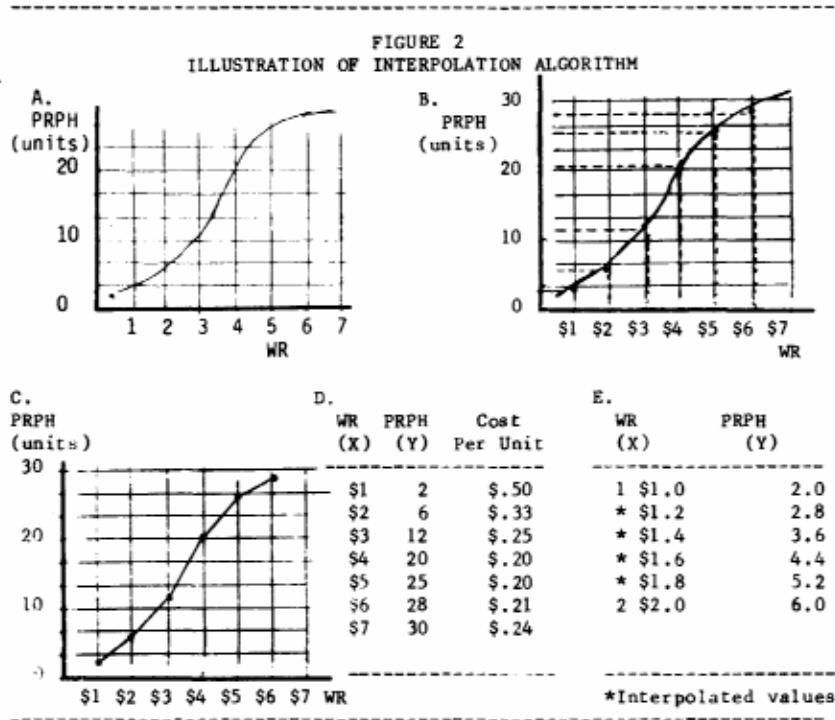 FIGURE 2
ILLUSTRATION OF INTERPOLATION ALGORITHM
A.
PRPH
(units)
20
10
0
1 2 3 4 5 6 7
WR
B.
PRPH
(units)
30
20
10
0
$1 $2 $3 $4 $5 $6 $7
WR
C.
PRPH
(units)
30
20
10
0
$1 $2 $3 $4 $5 $6 $7 WR
D.
WR PRPH Cost
(X) (Y) Per Unit
$1 2 $.50
$2 6 $.33
$3 12 $.25
$4 20 $.20
$5 25 $.20
$6 28 $.21
$7 30 $.24
E.
WR PRPH
(X) (Y)
1 $1.0 2.0
* $1.2 2.8
* $1.4 3.6
* $1.6 4.4
* $1.8 5.2
2 $2.0 6.0
*Interpolated values